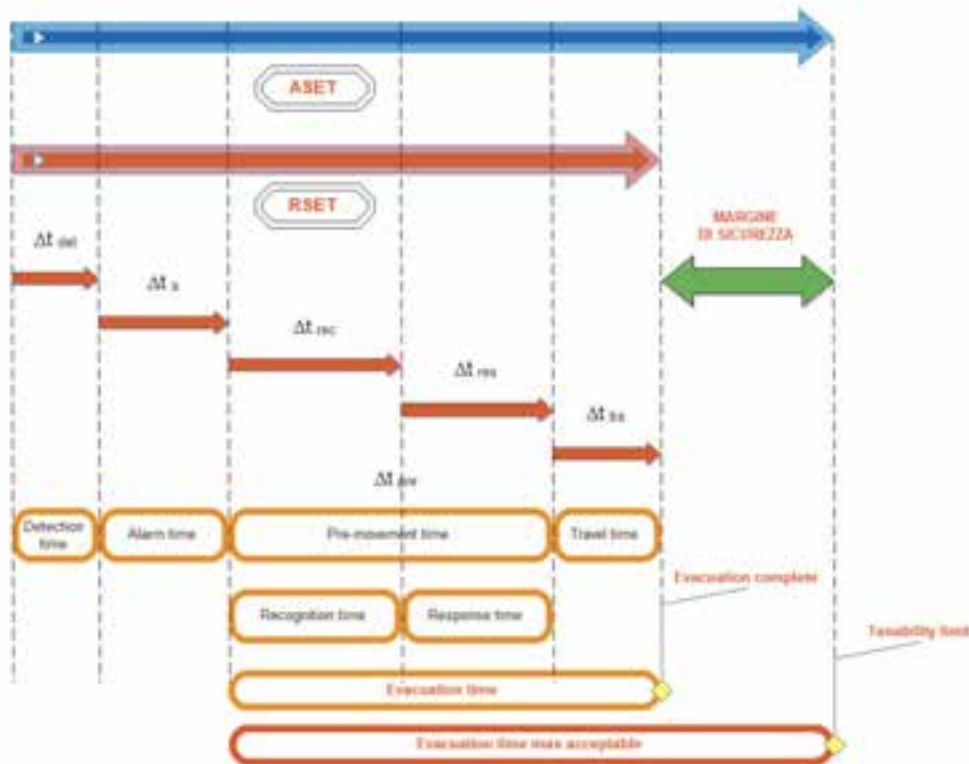 ASET
RSET
MARGINE
DI SICUREZZA
Δt det
Δt a
Δt rec
Δt res
Δt tra
Δt pre
Detection
time
Alarm time
Pre-movement time
Travel time
Evacuation complete
Recognition time
Response time
Tenability limit
Evacuation time
Evacuation time max acceptable